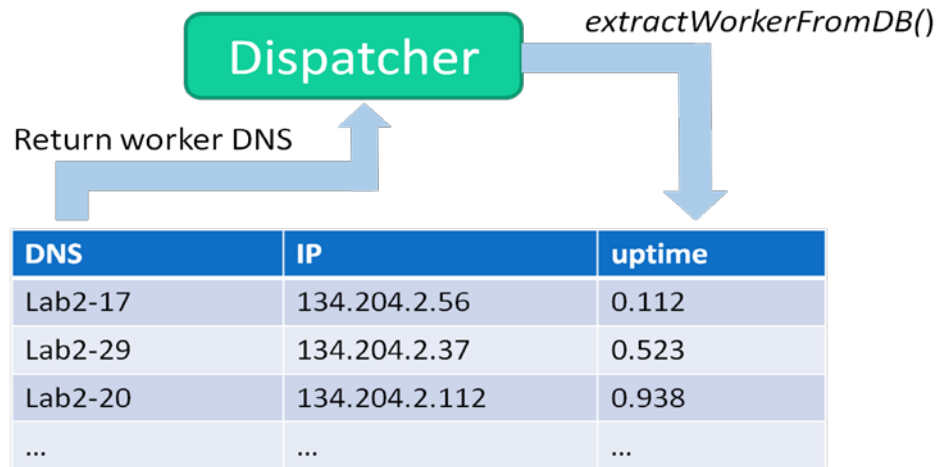 extractWorkerFromDB()
Dispatcher
Return worker DNS
DNS IP uptime
Lab2-17 134.204.2.56 0.112
Lab2-29 134.204.2.37 0.523
Lab2-20 134.204.2.112 0.938
... ... ...